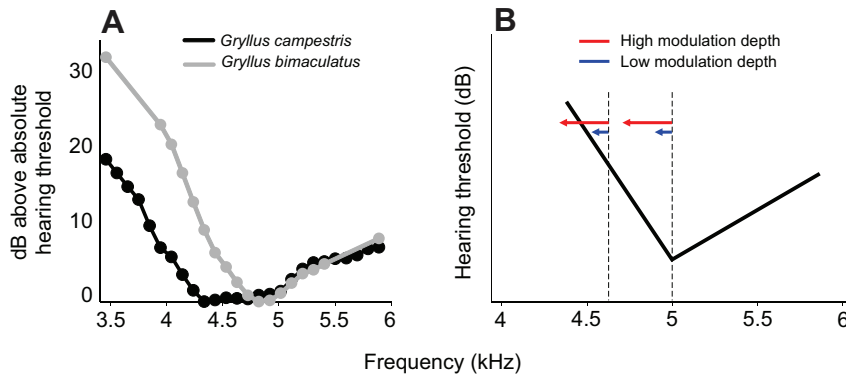 A
Gryllus campestris
Gryllus bimaculatus
dB above absolute
hearing threshold
30
20
10
0
3.5 4 4.5 5 5.5 6
B
High modulation depth
Low modulation depth
Hearing threshold (dB)
4 4.5 5 5.5 6
Frequency (kHz)